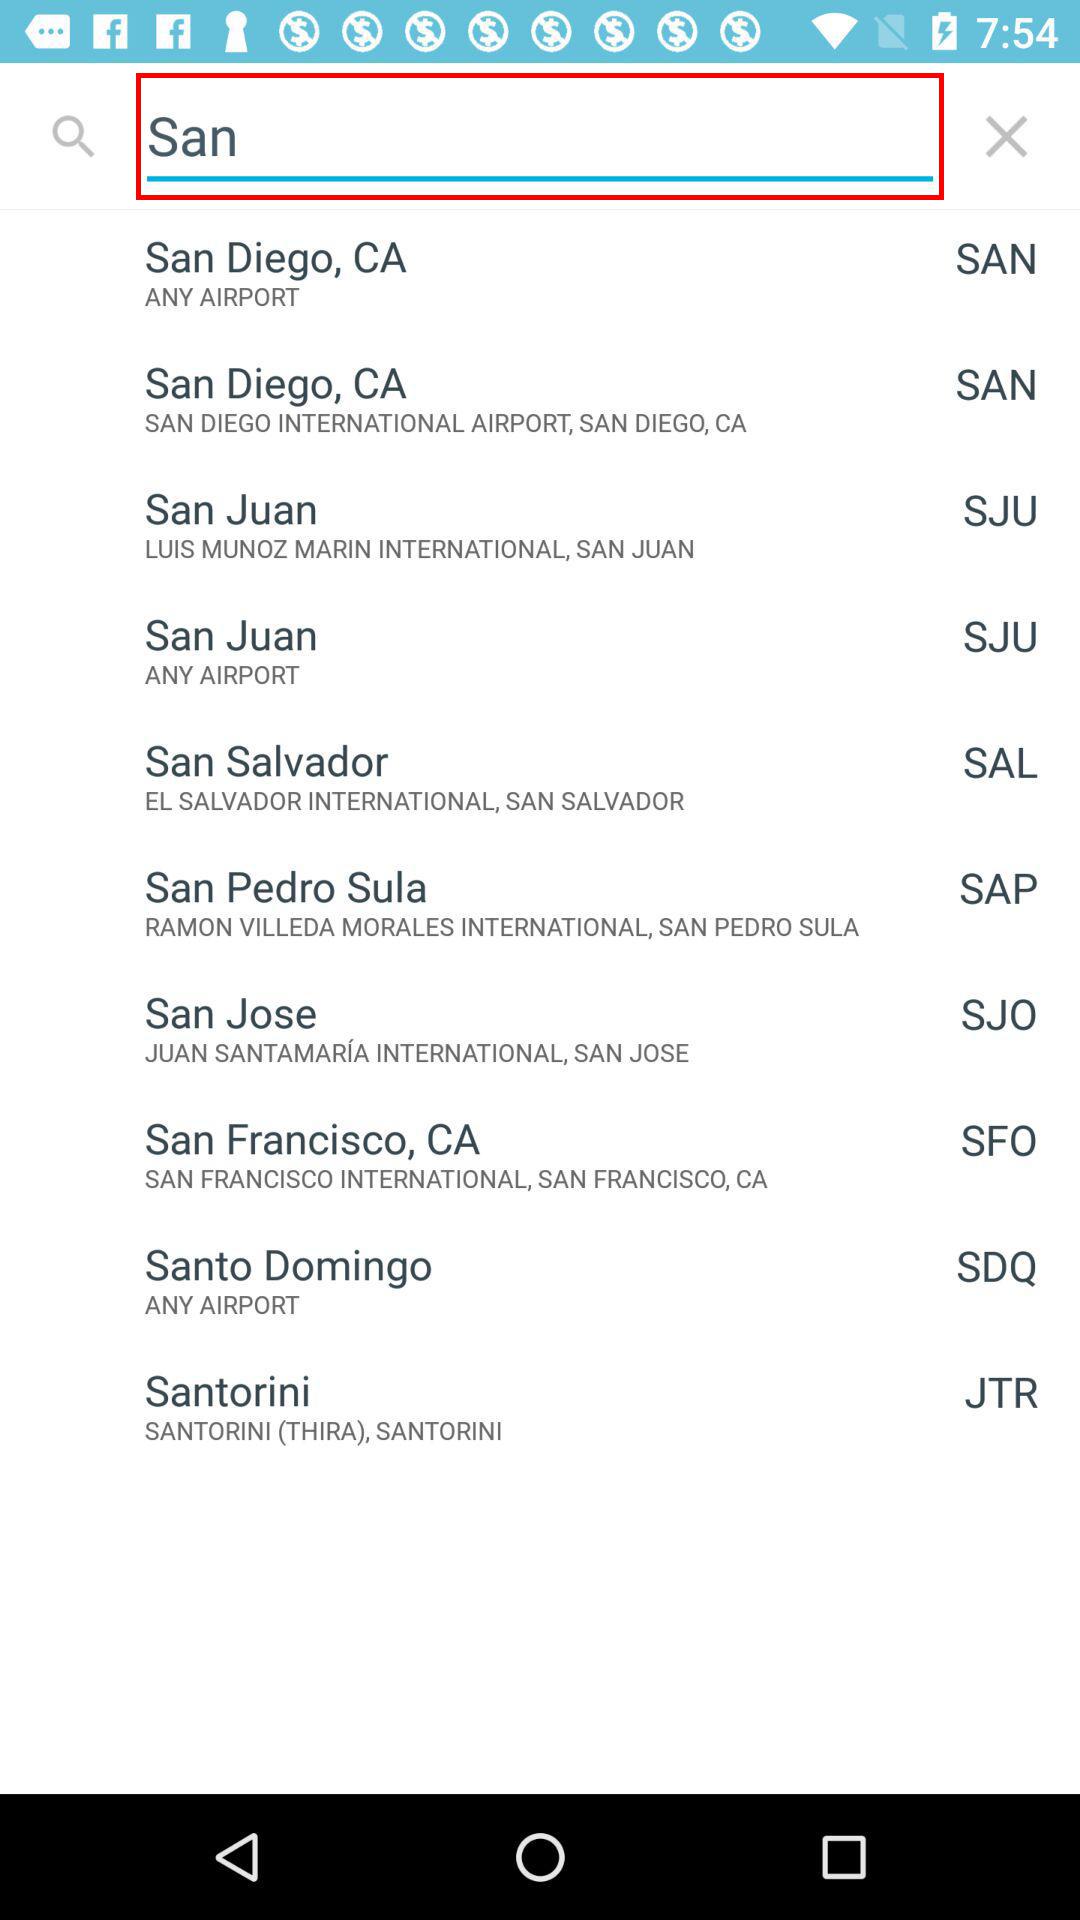 7:54
San
San Diego, CA SAN
ANY AIRPORT
San Diego, CA SAN
SAN DIEGO INTERNATIONAL AIRPORT, SAN DIEGO, CA
San Juan SJU
LUIS MUNOZ MARIN INTERNATIONAL, SAN JUAN
San Juan SJU
ANY AIRPORT
San Salvador SAL
EL SALVADOR INTERNATIONAL, SAN SALVADOR
San Pedro Sula SAP
RAMON VILLEDA MORALES INTERNATIONAL, SAN PEDRO SULA
San Jose SJO
JUAN SANTAMARÍA INTERNATIONAL, SAN JOSE
San Francisco, CA SFO
SAN FRANCISCO INTERNATIONAL, SAN FRANCISCO, CA
Santo Domingo SDQ
ANY AIRPORT
Santorini JTR
SANTORINI (THIRA), SANTORINI